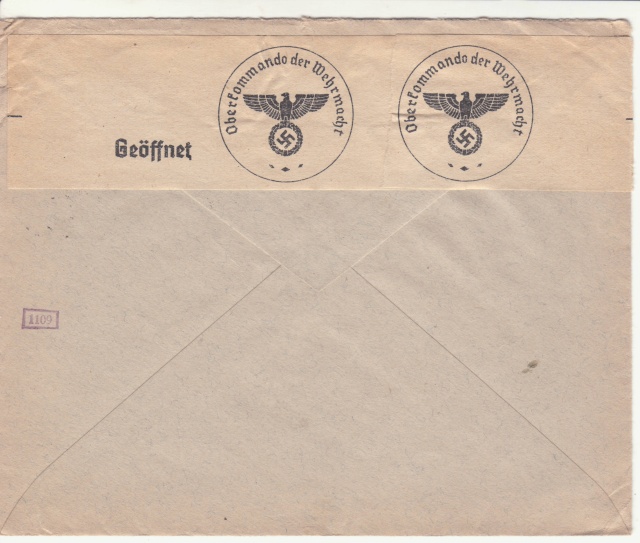 Oberkommando der Wehrmacht
Oberkommando der Wehrmacht
Geöffnet
1109